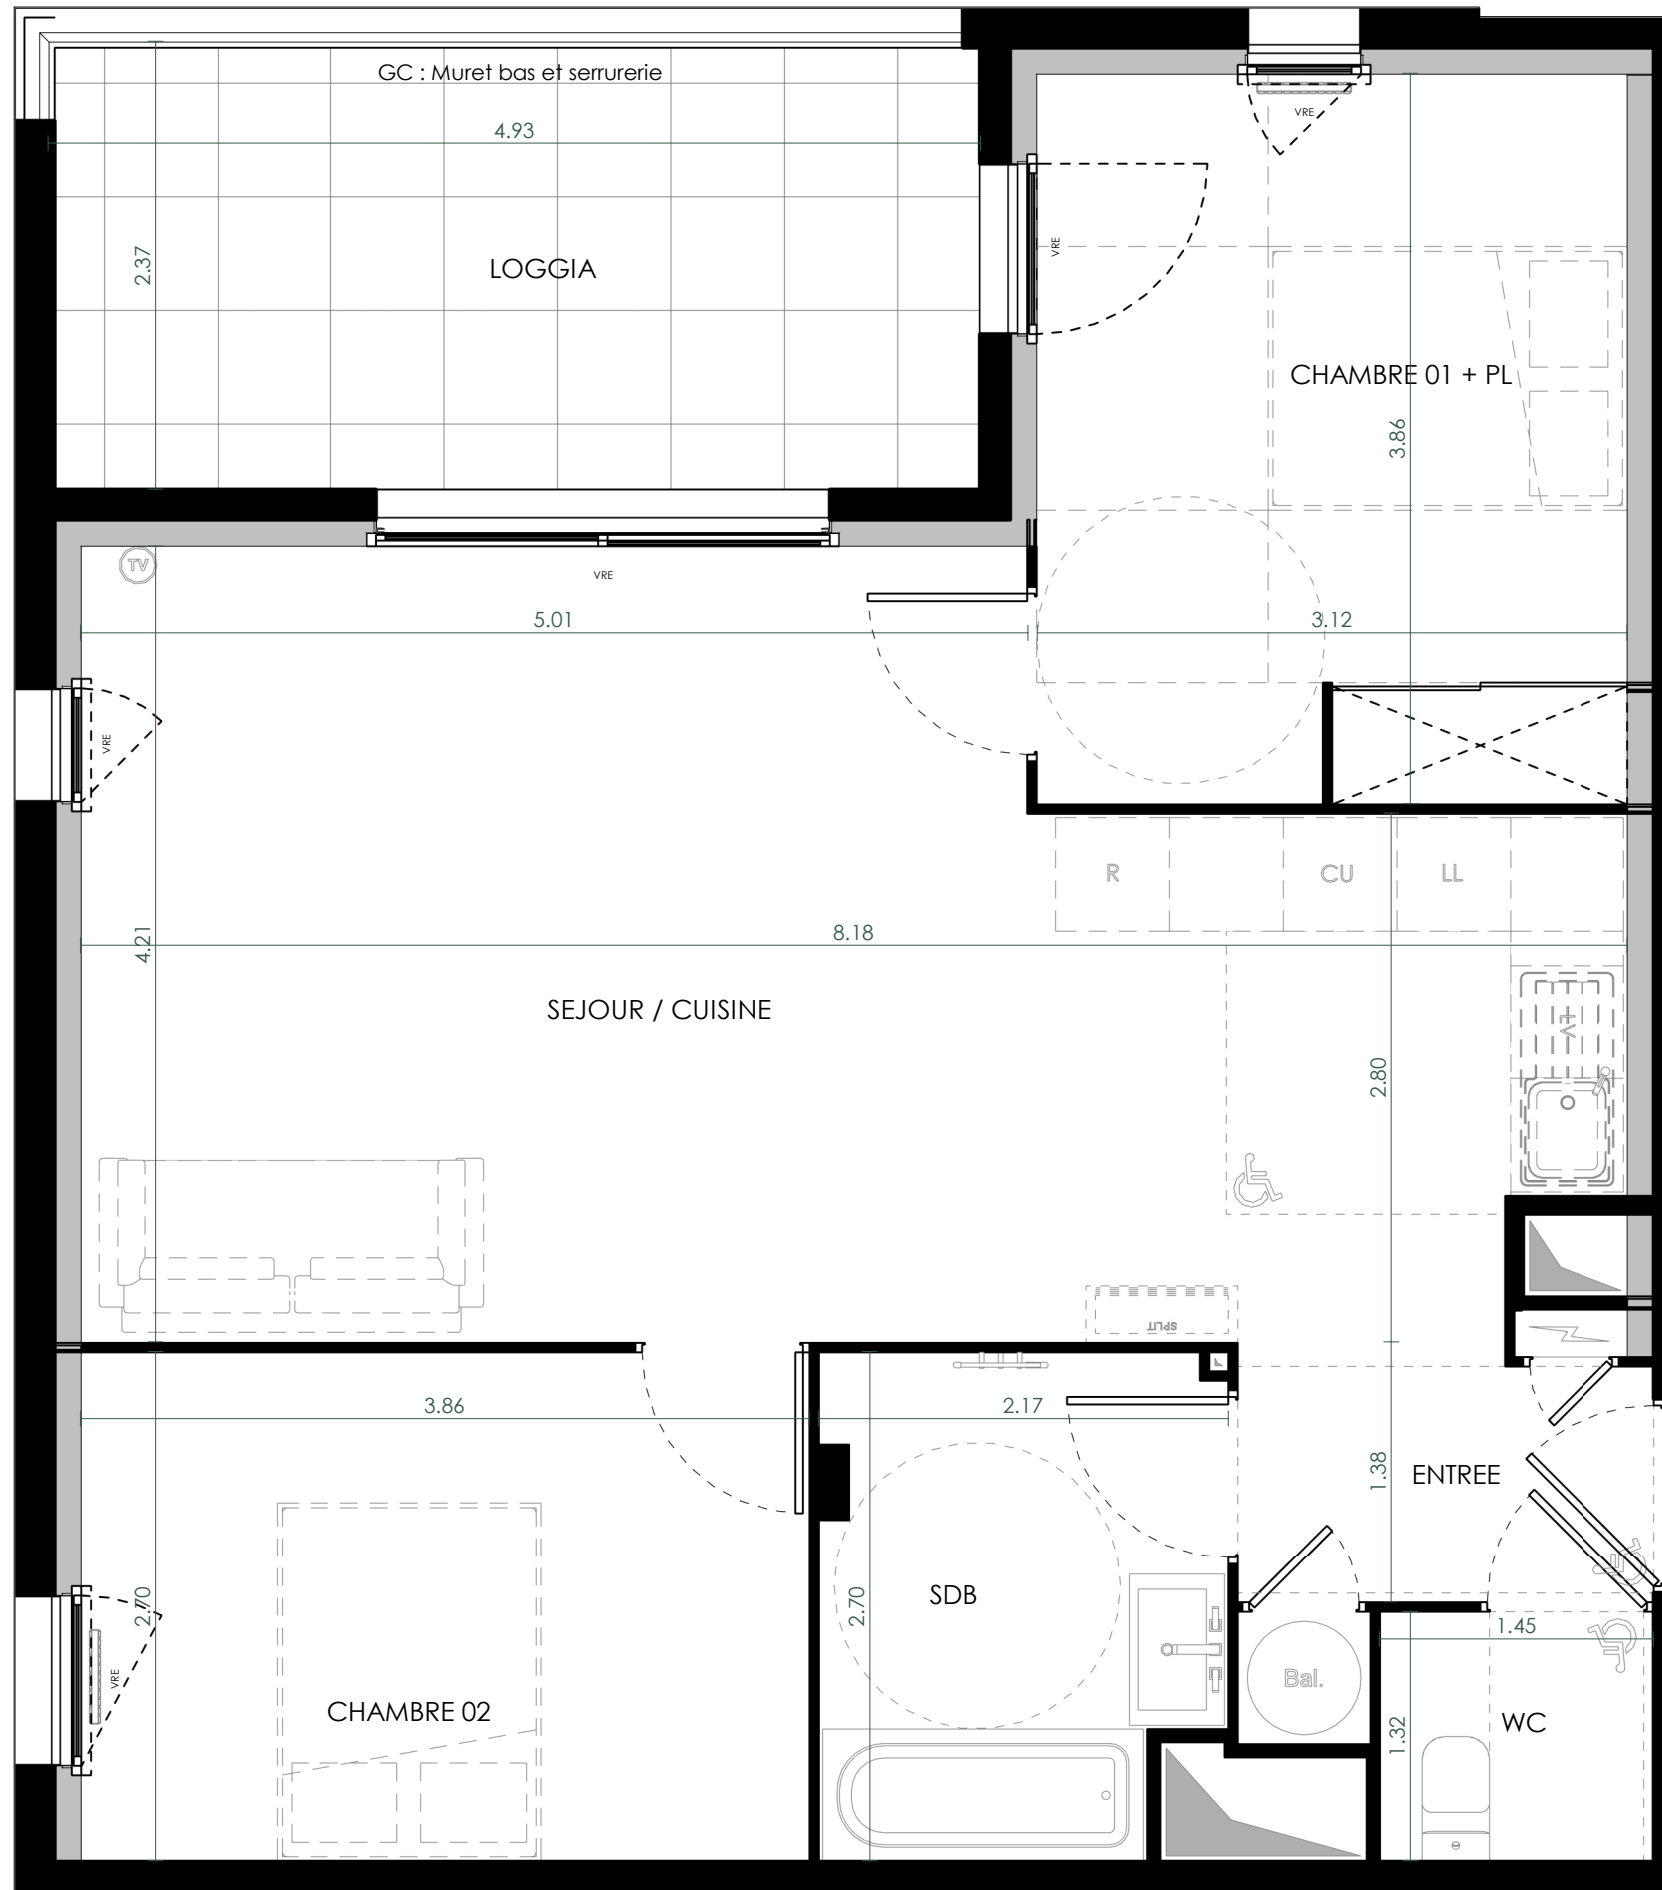 GC : Muret bas et serrurerie
4.93
VRE
2.37
LOGGIA
VRE
CHAMBRE 01 + PL
3.86
TV
VRE
5.01
3.12
VRE
R
CU
LL
4.21
8.18
SEJOUR / CUISINE
LV
2.80
SPLIT
3.86
2.17
1.38
ENTREE
2.70
VRE
2.70
SDB
1.45
Bal.
CHAMBRE 02
1.32
WC